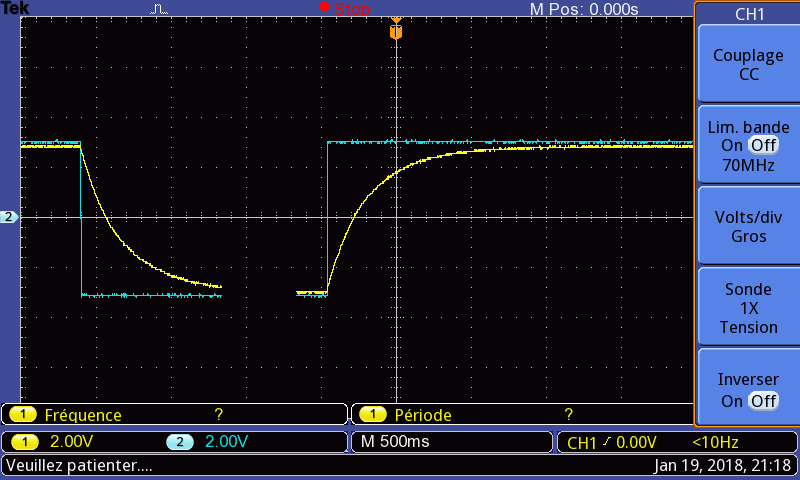 Tek
Stop
M Pos: 0.000s
CH1
T
Couplage
CC
Lim. bande
On Off
70MHz
2
Volts/div
Gros
Sonde
1X
Tension
Inverser
On Off
1 Fréquence ?
1 Période ?
1 2.00V 2 2.00V M 500ms CH1 0.00V <10Hz
Veuillez patienter.... Jan 19, 2018, 21:18